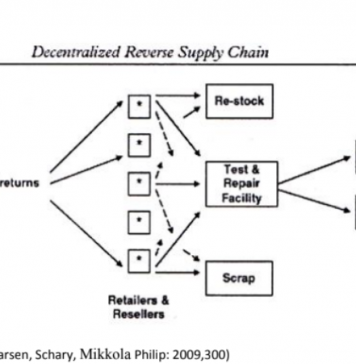 Decentralized Reverse Supply Chain
Re-stock
*
*
returns
*
Test &
Repair
Facility
*
*
Scrap
Retailers &
Resellers
arsen, Schary, Mikkola Philip: 2009,300)